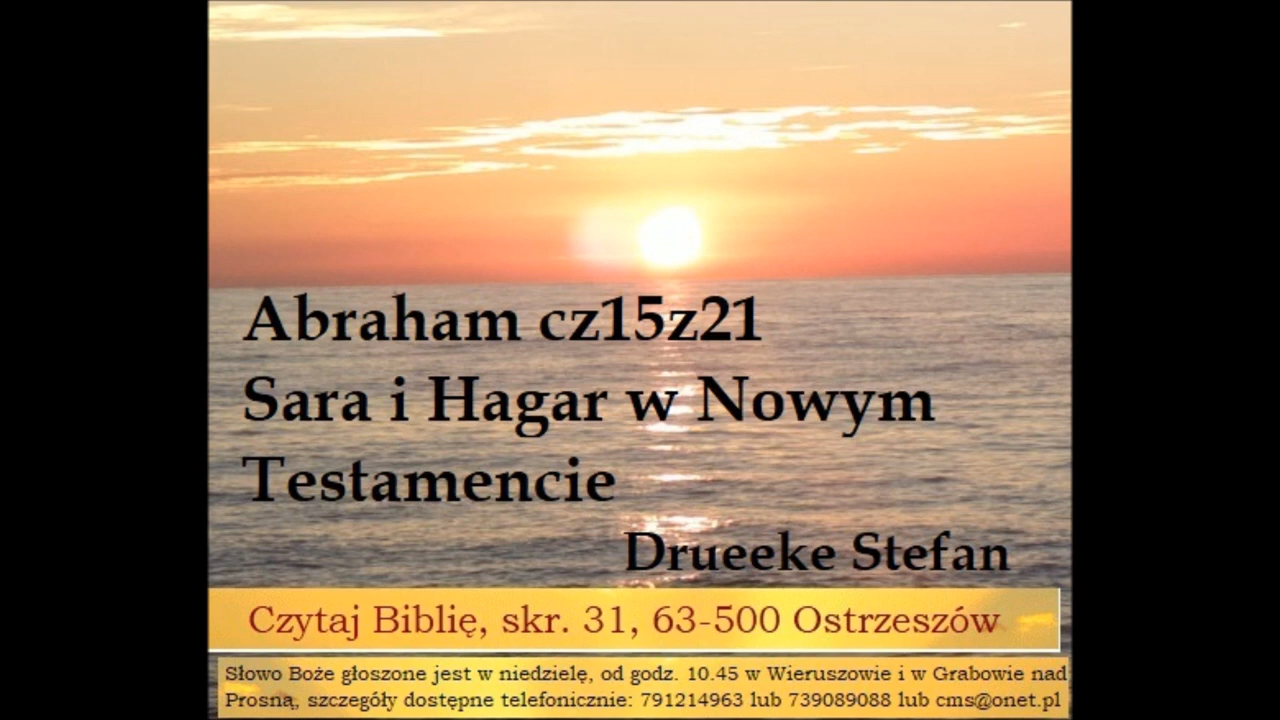 Abraham cz15z21
Sara i Hagar w Nowym
Testamencie
Drueeke Stefan
Czytaj Biblię, skr. 31, 63-500 Ostrzeszów
Słowo Boże głoszone jest w niedzielę, od godz. 10.45 w Wieruszowie i w Grabowie nad
Prosną, szczegóły dostępne telefonicznie: 791214963 lub 739089088 lub cms@onet.pl